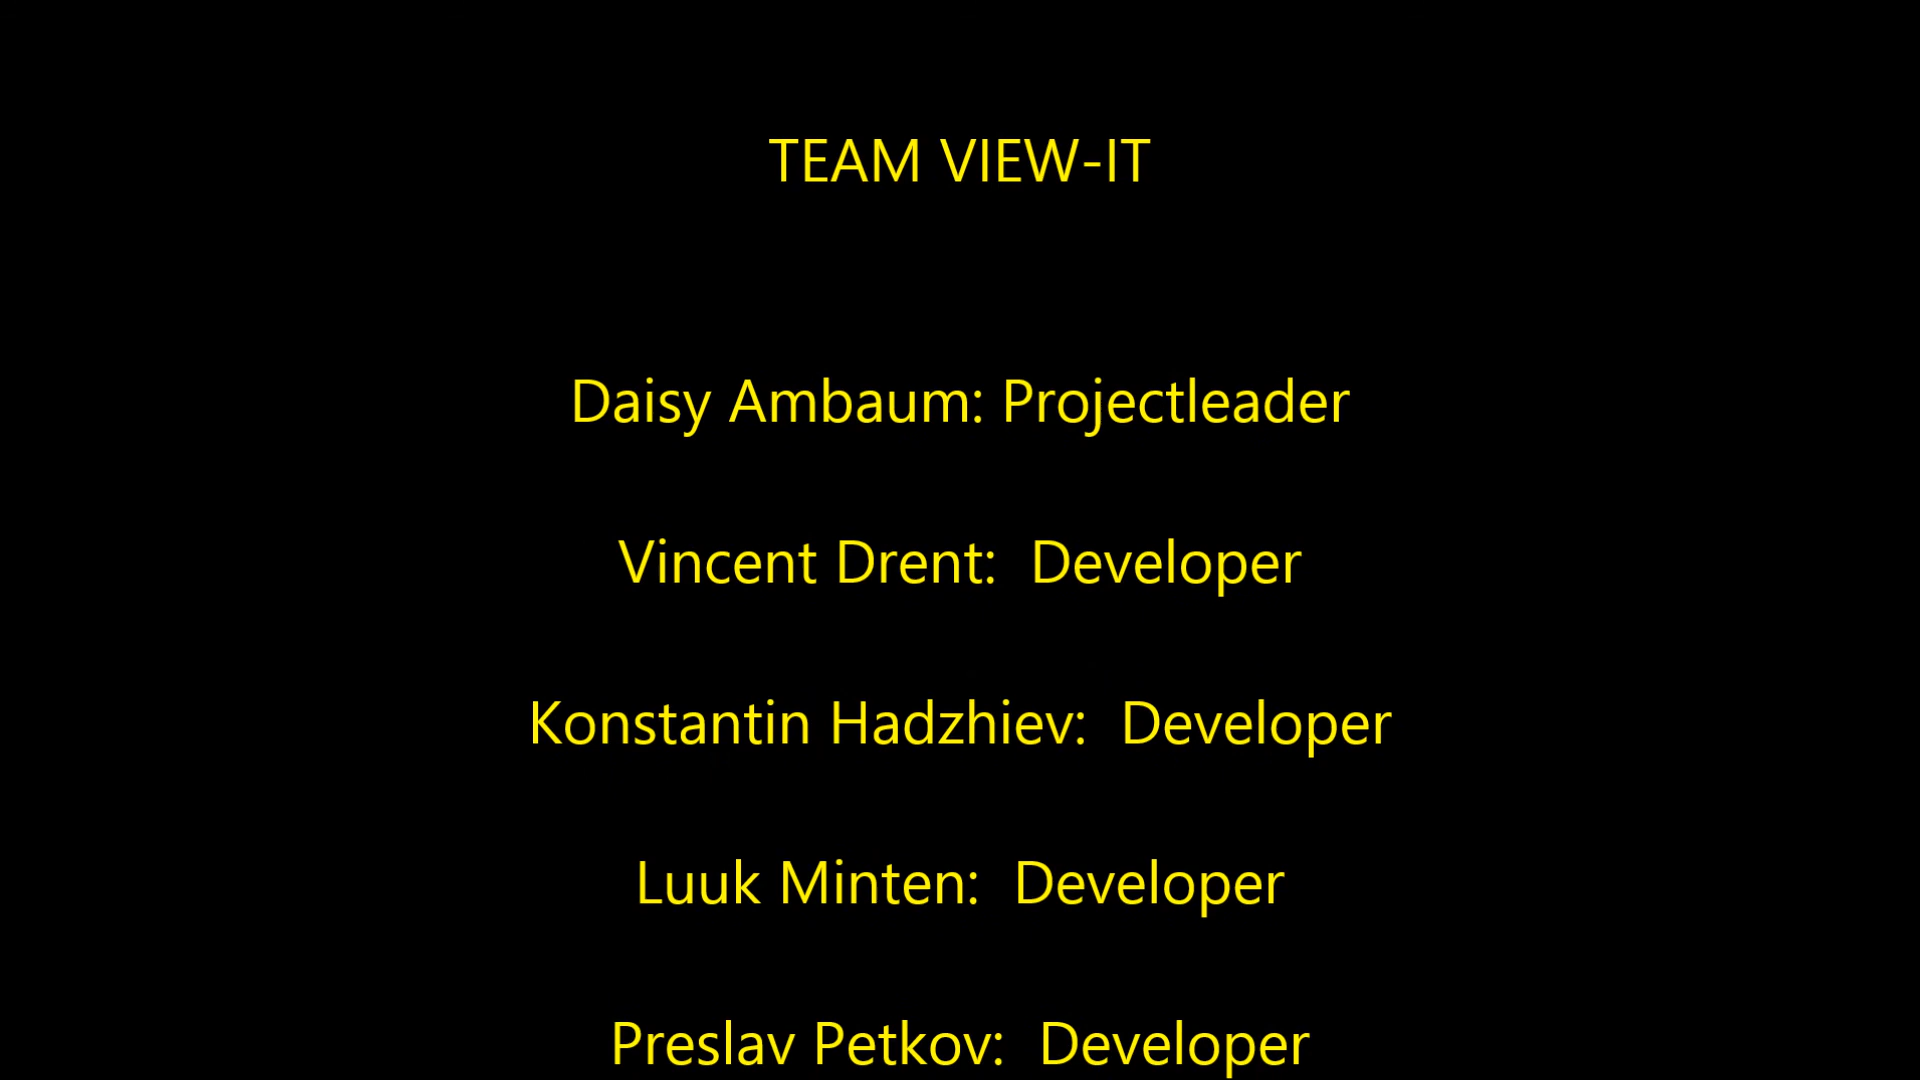 TEAM VIEW-IT
Daisy Ambaum: Projectleader
Vincent Drent:  Developer
Konstantin Hadzhiev:  Developer
Luuk Minten:  Developer
Preslav Petkov:  Developer